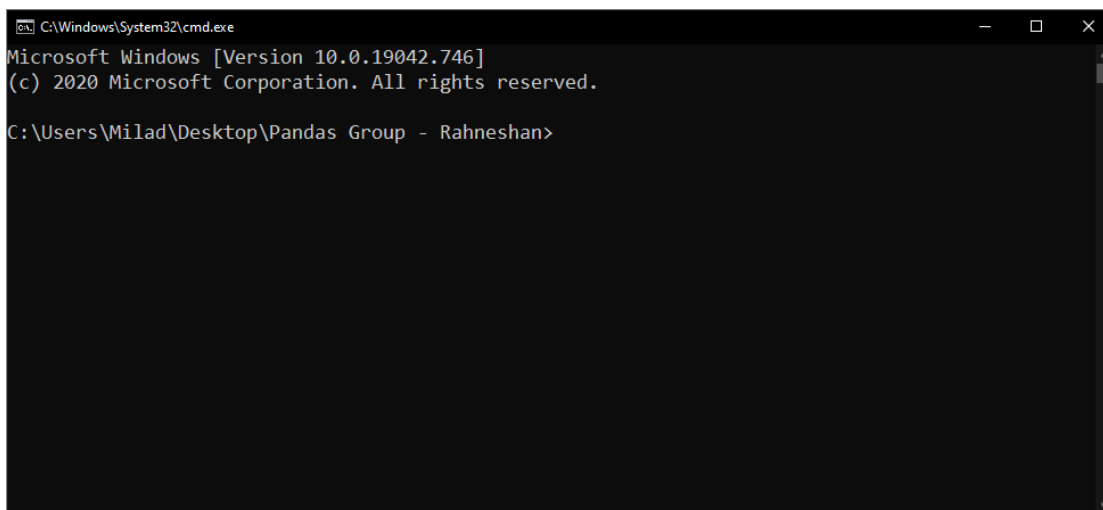 C:\Windows\System32\cmd.exe
Microsoft Windows [Version 10.0.19042.746]
(c) 2020 Microsoft Corporation. All rights reserved.
C:\Users\Milad\Desktop\Pandas Group - Rahneshan>